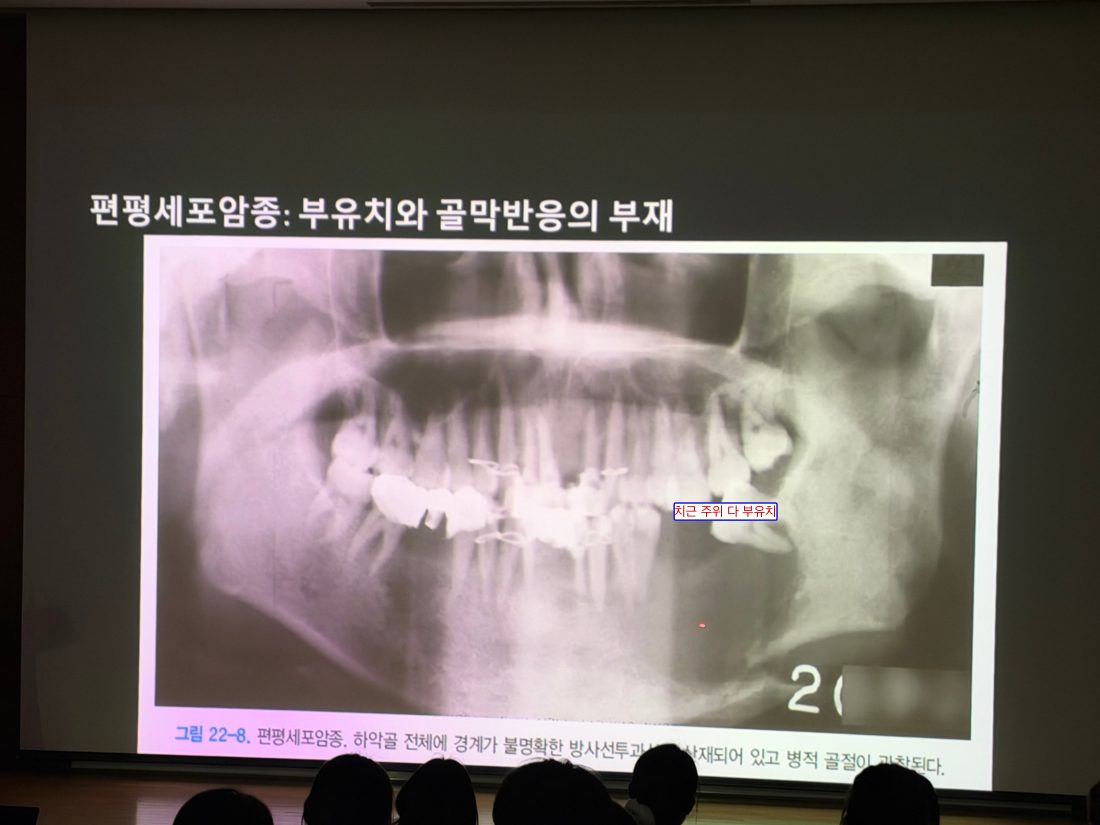 편평세포암종: 부유치와 골막반응의 부재
치근 주위 다 부유치
2
그림 22-8. 편평세포암종. 하악골 전체에 경계가 불명확한 방사선투과 산재되어 있고 병적 골절이 관찰된다.